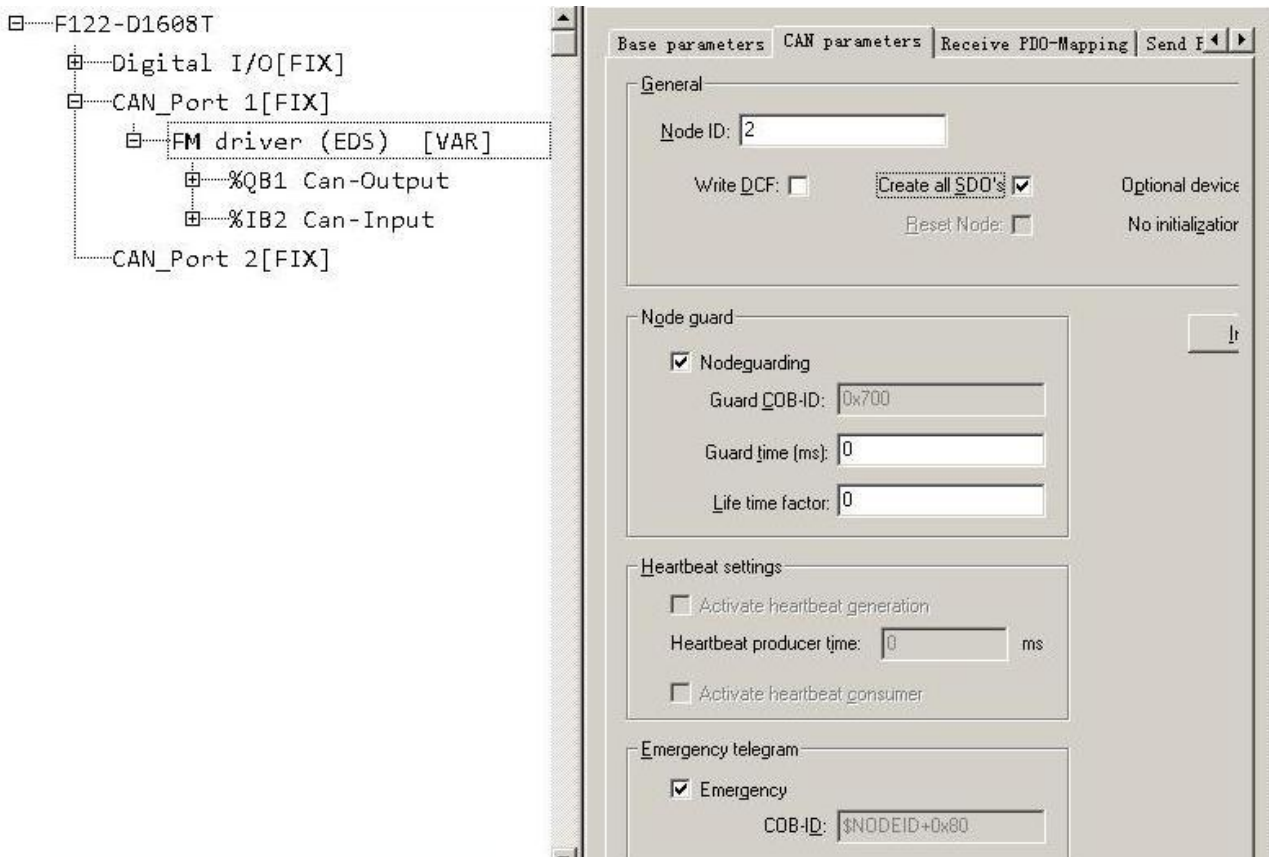 F122-D1608T
Digital I/O[FIX]
CAN_Port 1[FIX]
FM driver (EDS) [VAR]
%QB1 Can-Output
%IB2 Can-Input
CAN_Port 2[FIX]
Base parameters CAN parameters Receive PDO-Mapping Send
General
Node ID: 2
Write DCF: Create all SDO's Optional device
Reset Node: No initialization
Node guard
Nodeguarding
Guard COB-ID: 0x700
Guard time (ms): 0
Life time factor: 0
Heartbeat settings
Activate heartbeat generation
Heartbeat producer time: 0 ms
Activate heartbeat consumer
Emergency telegram
Emergency
COB-ID: $NODEID+0x80